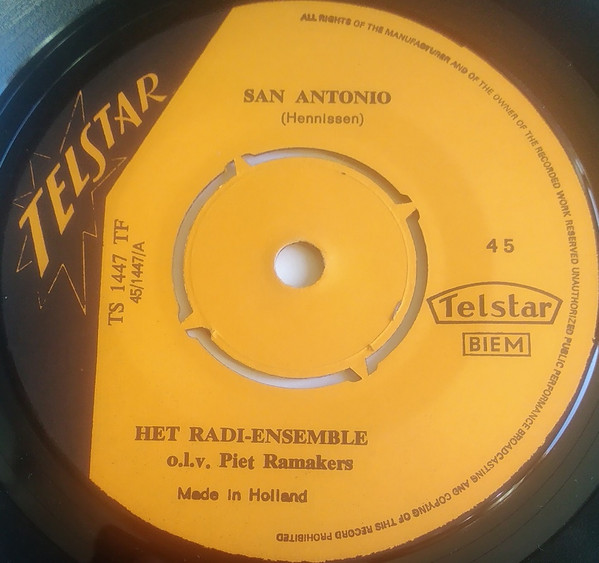 ALL RIGHTS OF THE MANUFACTURER AND OF THE OWNER OF THE RECORDED WORK RESERVED UNAUTHORIZED PUBLIC PERFORMANCE BROADCASTING AND COPYING OF THIS RECORD PROHIBITED
TELSTAR
SAN ANTONIO
(Hennissen)
TS 1447 TF
45/1447/A
45
Telstar
BIEM
HET RADI-ENSEMBLE
o.l.v. Piet Ramakers
Made in Holland